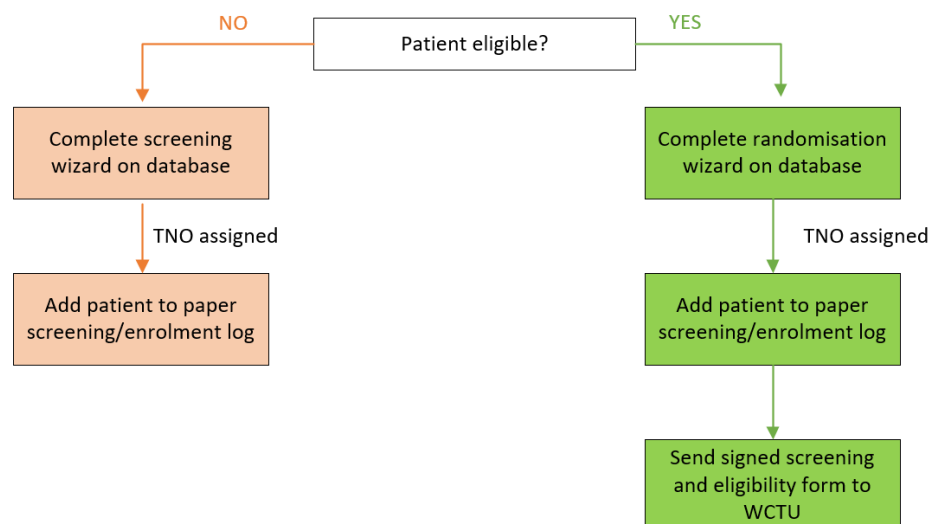 NO
YES
Patient eligible?
Complete screening
wizard on database
Complete randomisation
wizard on database
TNO assigned
TNO assigned
Add patient to paper
screening/enrolment log
Add patient to paper
screening/enrolment log
Send signed screening
and eligibility form to
WCTU